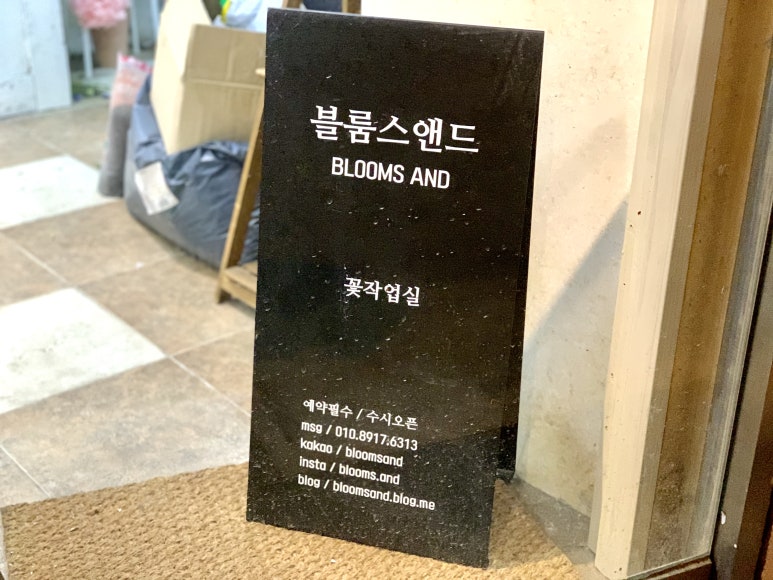 블룸스앤드
BLOOMS AND
꽃작업실
예약필수 / 수시오픈
msg / 010.8917.6313
kakao / bloomsand
insta / blooms.and
blog / bloomsand.blog.me